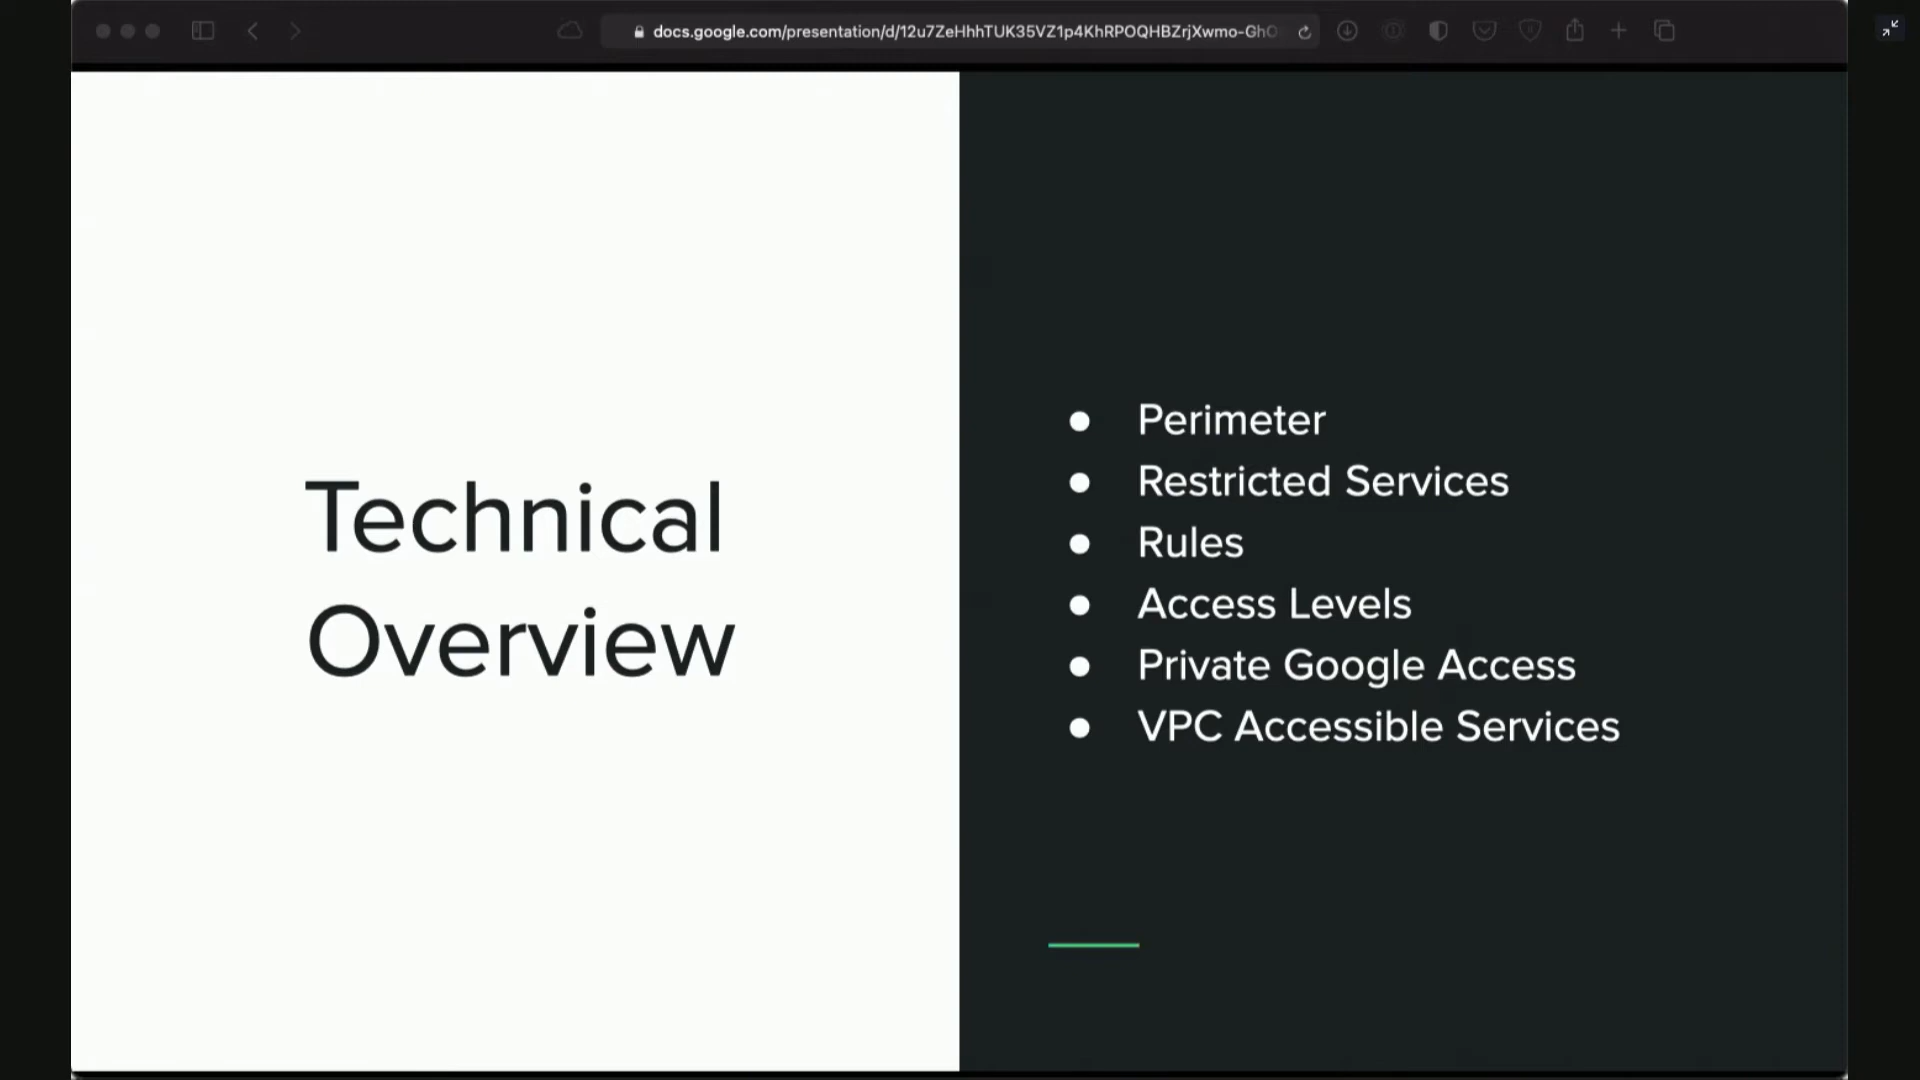 docs.google.com/presentation/d/12u7ZeHhhTUK35VZ1p4KhRPOQHBZrjXwmo-GhO
Technical
Overview
● Perimeter
● Restricted Services
● Rules
● Access Levels
● Private Google Access
● VPC Accessible Services